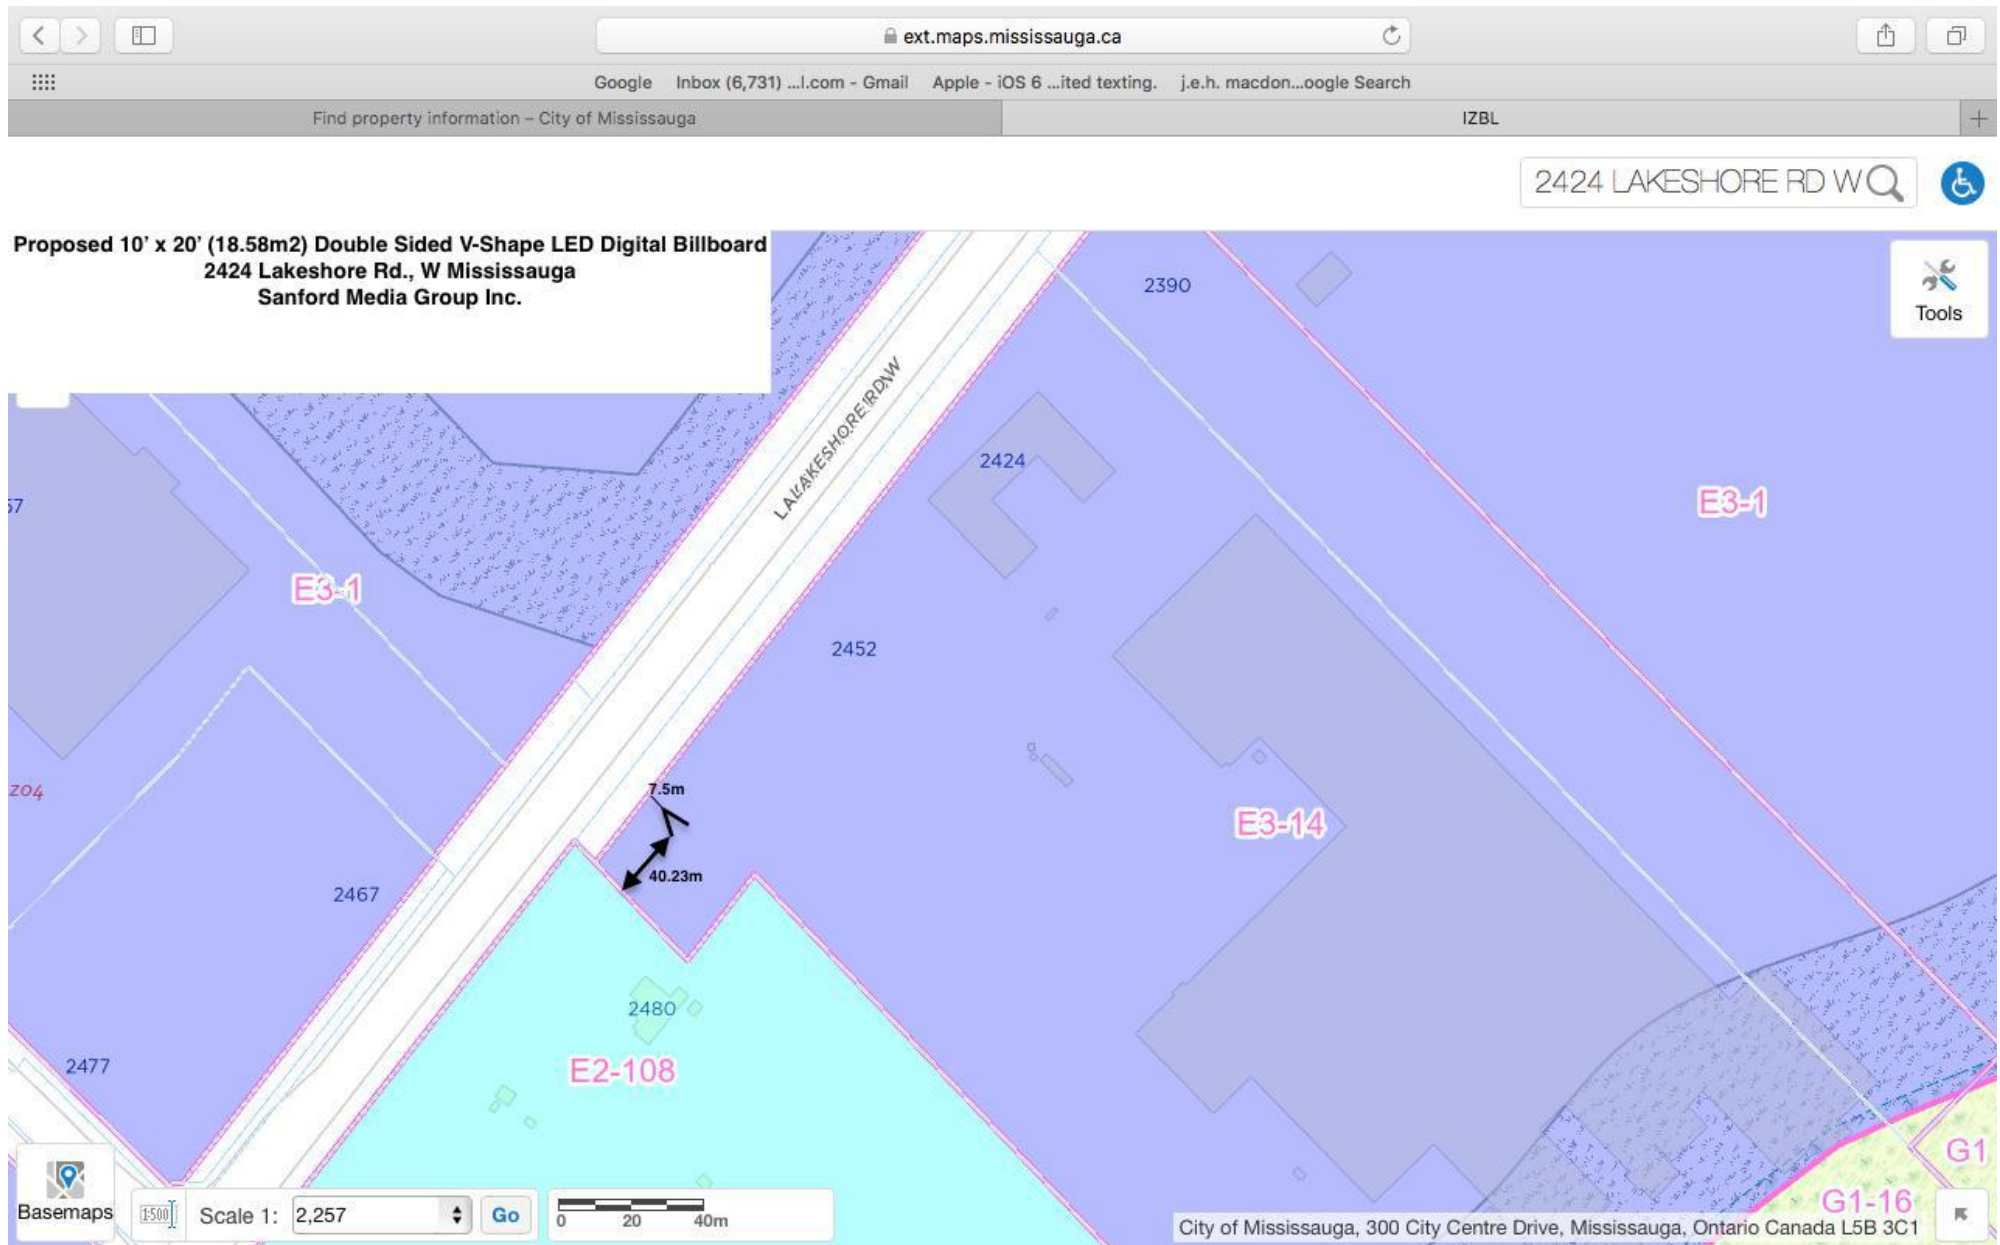 ext.maps.mississauga.ca
Google Inbox (6,731) ...l.com - Gmail Apple - iOS 6 ...ited texting. j.e.h. macdon...oogle Search
Find property information – City of Mississauga IZBL
2424 LAKESHORE RD W
Proposed 10' x 20' (18.58m2) Double Sided V-Shape LED Digital Billboard
2424 Lakeshore Rd., W Mississauga
Sanford Media Group Inc.
2390
Tools
2424
E3-1
57
E3-1
2452
7.5m
Z04
E3-14
40.23m
2467
2480
2477
E2-108
G1
G1-16
Basemaps
1:500
Scale 1: 2,257 Go
0 20 40m
City of Mississauga, 300 City Centre Drive, Mississauga, Ontario Canada L5B 3C1